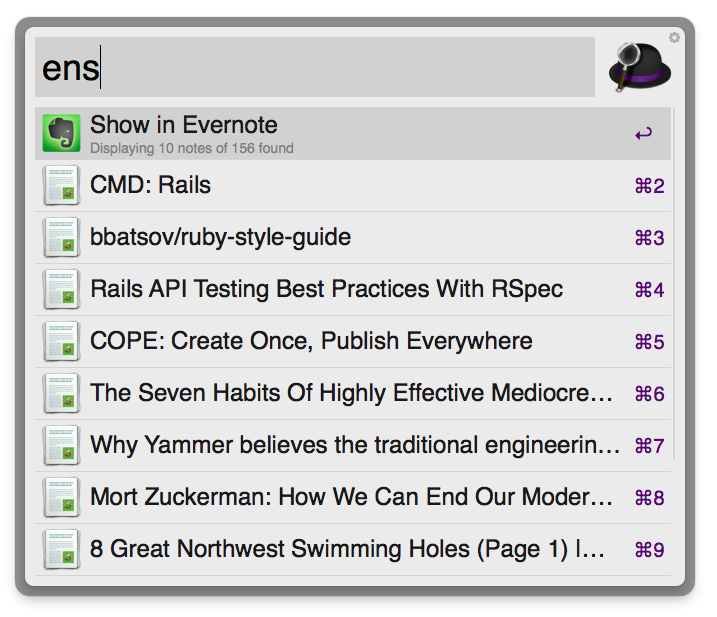 ens
Show in Evernote
Displaying 10 notes of 156 found
CMD: Rails ⌘2
bbatsov/ruby-style-guide ⌘3
Rails API Testing Best Practices With RSpec ⌘4
COPE: Create Once, Publish Everywhere ⌘5
The Seven Habits Of Highly Effective Mediocre… ⌘6
Why Yammer believes the traditional engineerin… ⌘7
Mort Zuckerman: How We Can End Our Moder… ⌘8
8 Great Northwest Swimming Holes (Page 1) I… ⌘9